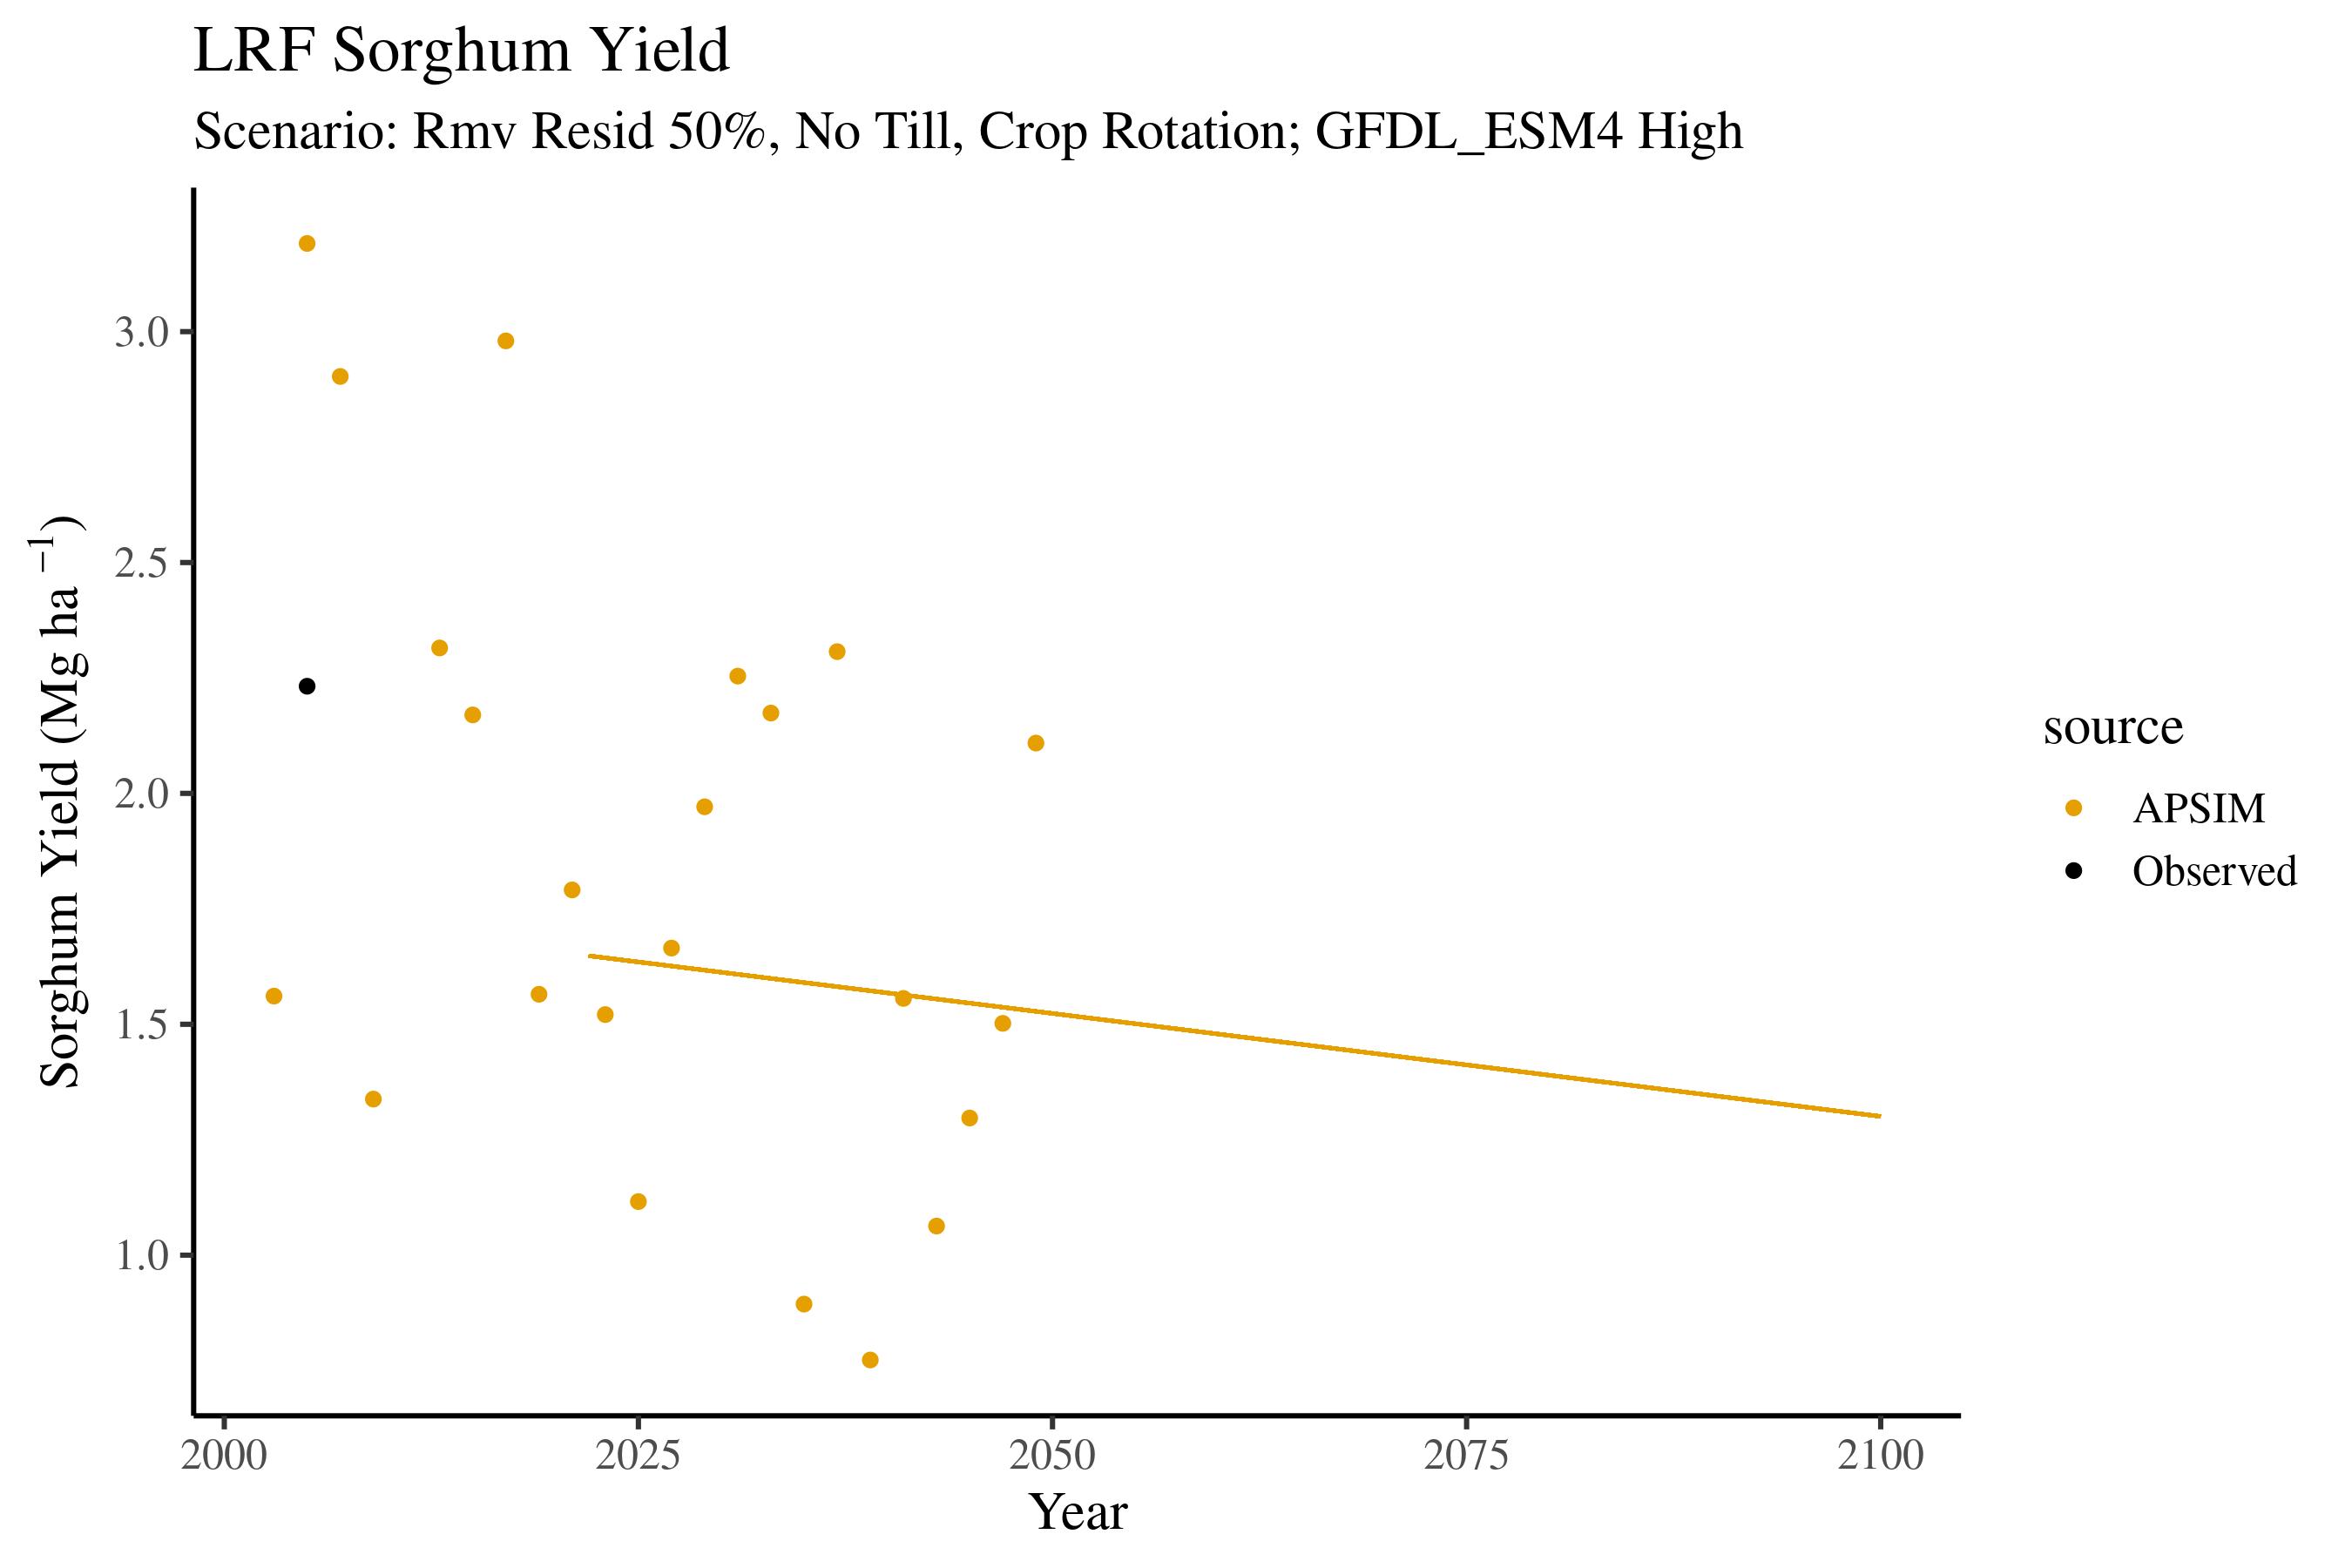 LRF Sorghum Yield
Scenario: Rmv Resid 50%, No Till, Crop Rotation; GFDL_ESM4 High
Sorghum Yield (Mg ha −1)
3.0
2.5
2.0
1.5
1.0
2000 2025 2050 2075 2100
Year
source
APSIM
Observed